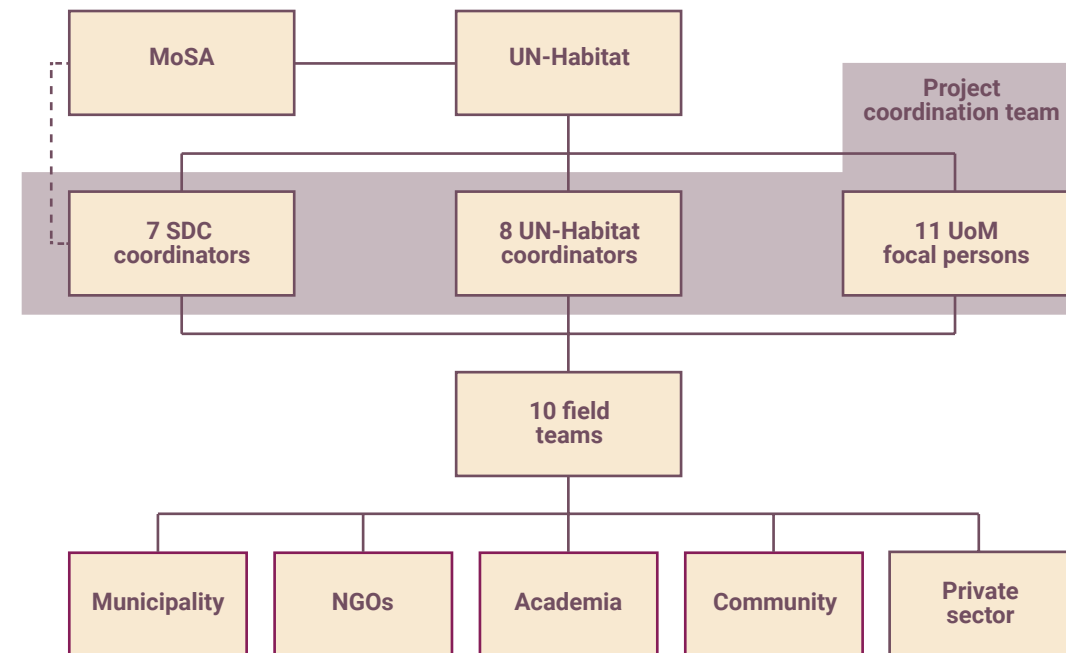 MoSA
UN-Habitat
Project
coordination team
7 SDC
coordinators
8 UN-Habitat
coordinators
11 UoM
focal persons
10 field
teams
Municipality
NGOs
Academia
Community
Private
sector